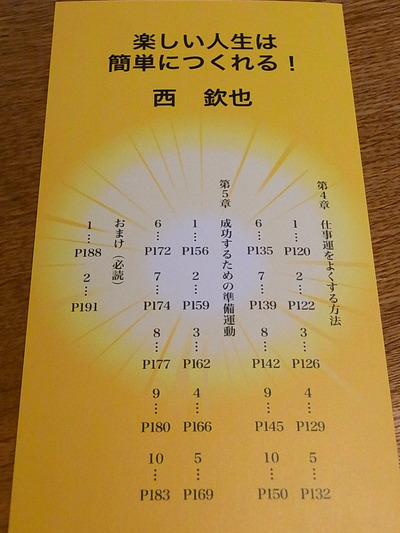 楽しい人生は
簡単につくれる！
西　欽也
第4章　仕事運をよくする方法
1…P120
2…P122
3…P126
4…P129
5…P132
6…P135
7…P139
8…P142
9…P145
10…P150
第5章　成功するための準備運動
1…P156
2…P159
3…P162
4…P166
5…P169
6…P172
7…P174
8…P177
9…P180
10…P183
おまけ（必読）
1…P188
2…P191